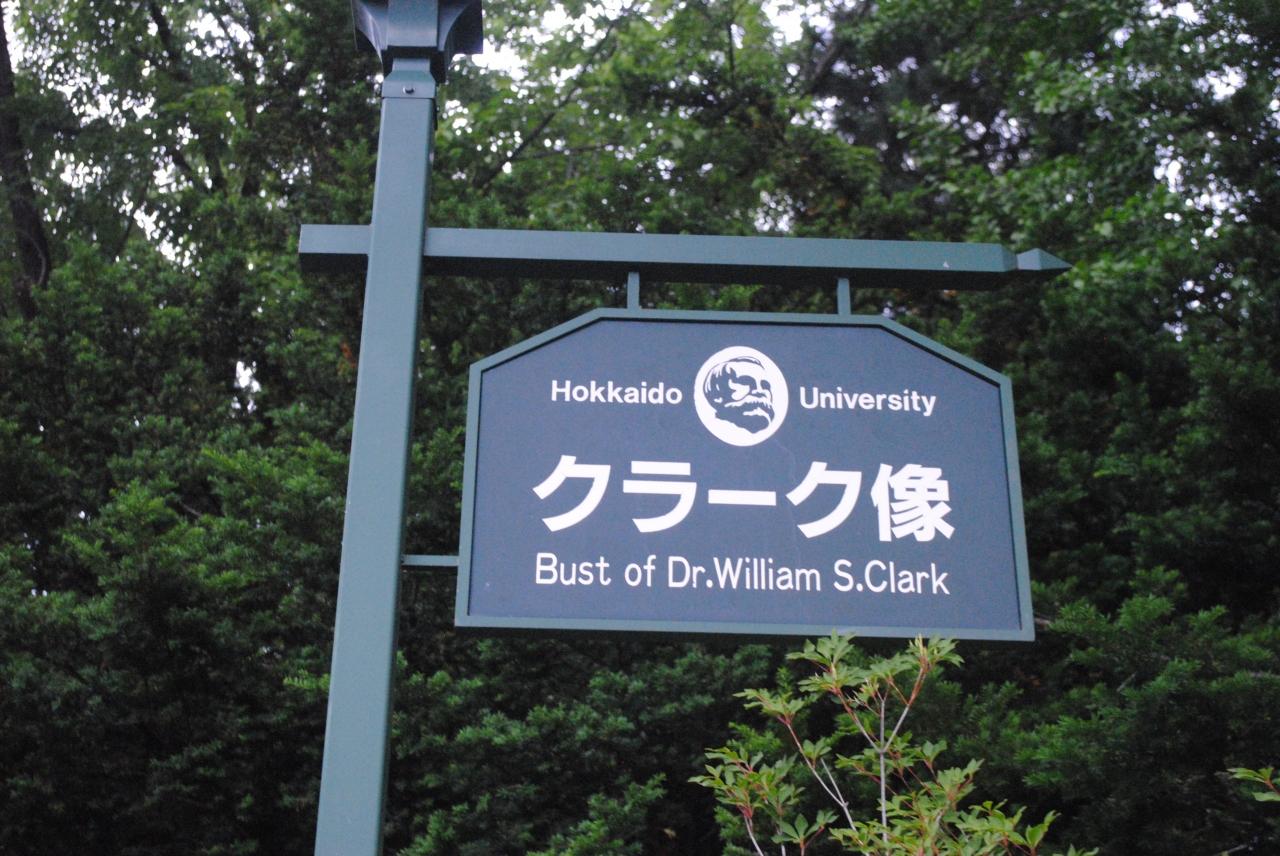 Hokkaido University
クラーク像
Bust of Dr.William S.Clark